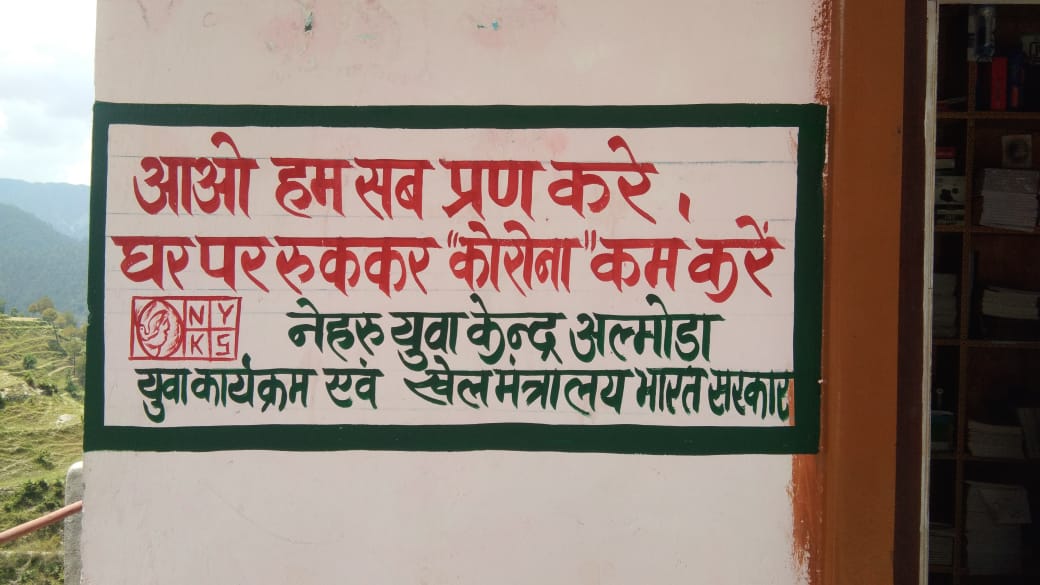 आओ हम सब प्रण करे,
घर पर रुककर "कोरोना" कम करें
NY
KS
नेहरु युवा केन्द्र अल्मोडा
युवा कार्यक्रम एवं खेल मंत्रालय भारत सरकार